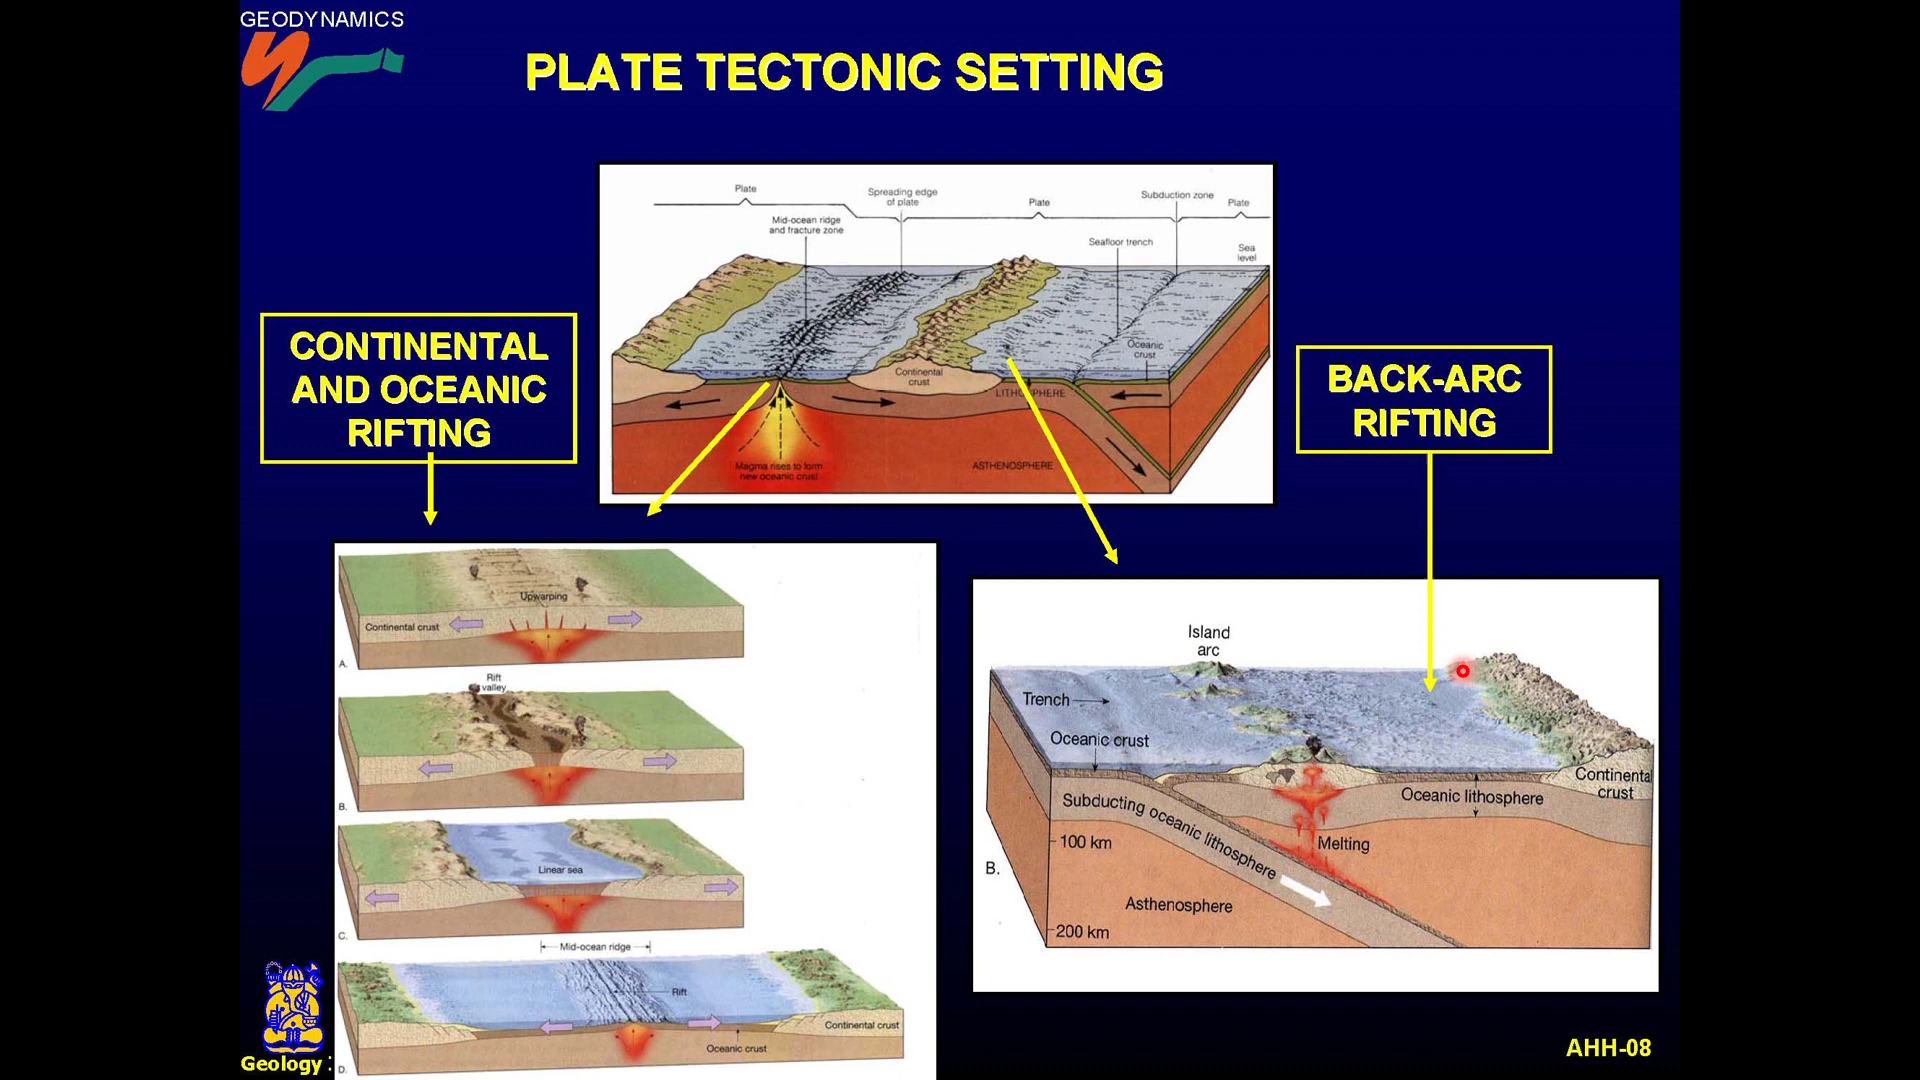 GEODYNAMICS
PLATE TECTONIC SETTING
Plate
Spreading edge
of plate
Plate
Subduction zone
Plate
Mid-ocean ridge
and fracture zone
Seafloor trench
Sea
level
Oceanic
crust
Continental
crust
LITHOSPHERE
Magma rises to form
new oceanic crust
ASTHENOSPHERE
CONTINENTAL
AND OCEANIC
RIFTING
BACK-ARC
RIFTING
Upwarping
Continental crust
A.
Rift
valley
B.
Linear sea
C.
Mid-ocean ridge
Rift
Continental crust
Oceanic crust
D.
Island
arc
Trench
Oceanic crust
Continental
crust
Oceanic lithosphere
Subducting oceanic lithosphere
100 km
Melting
B.
Asthenosphere
200 km
Geology
AHH-08